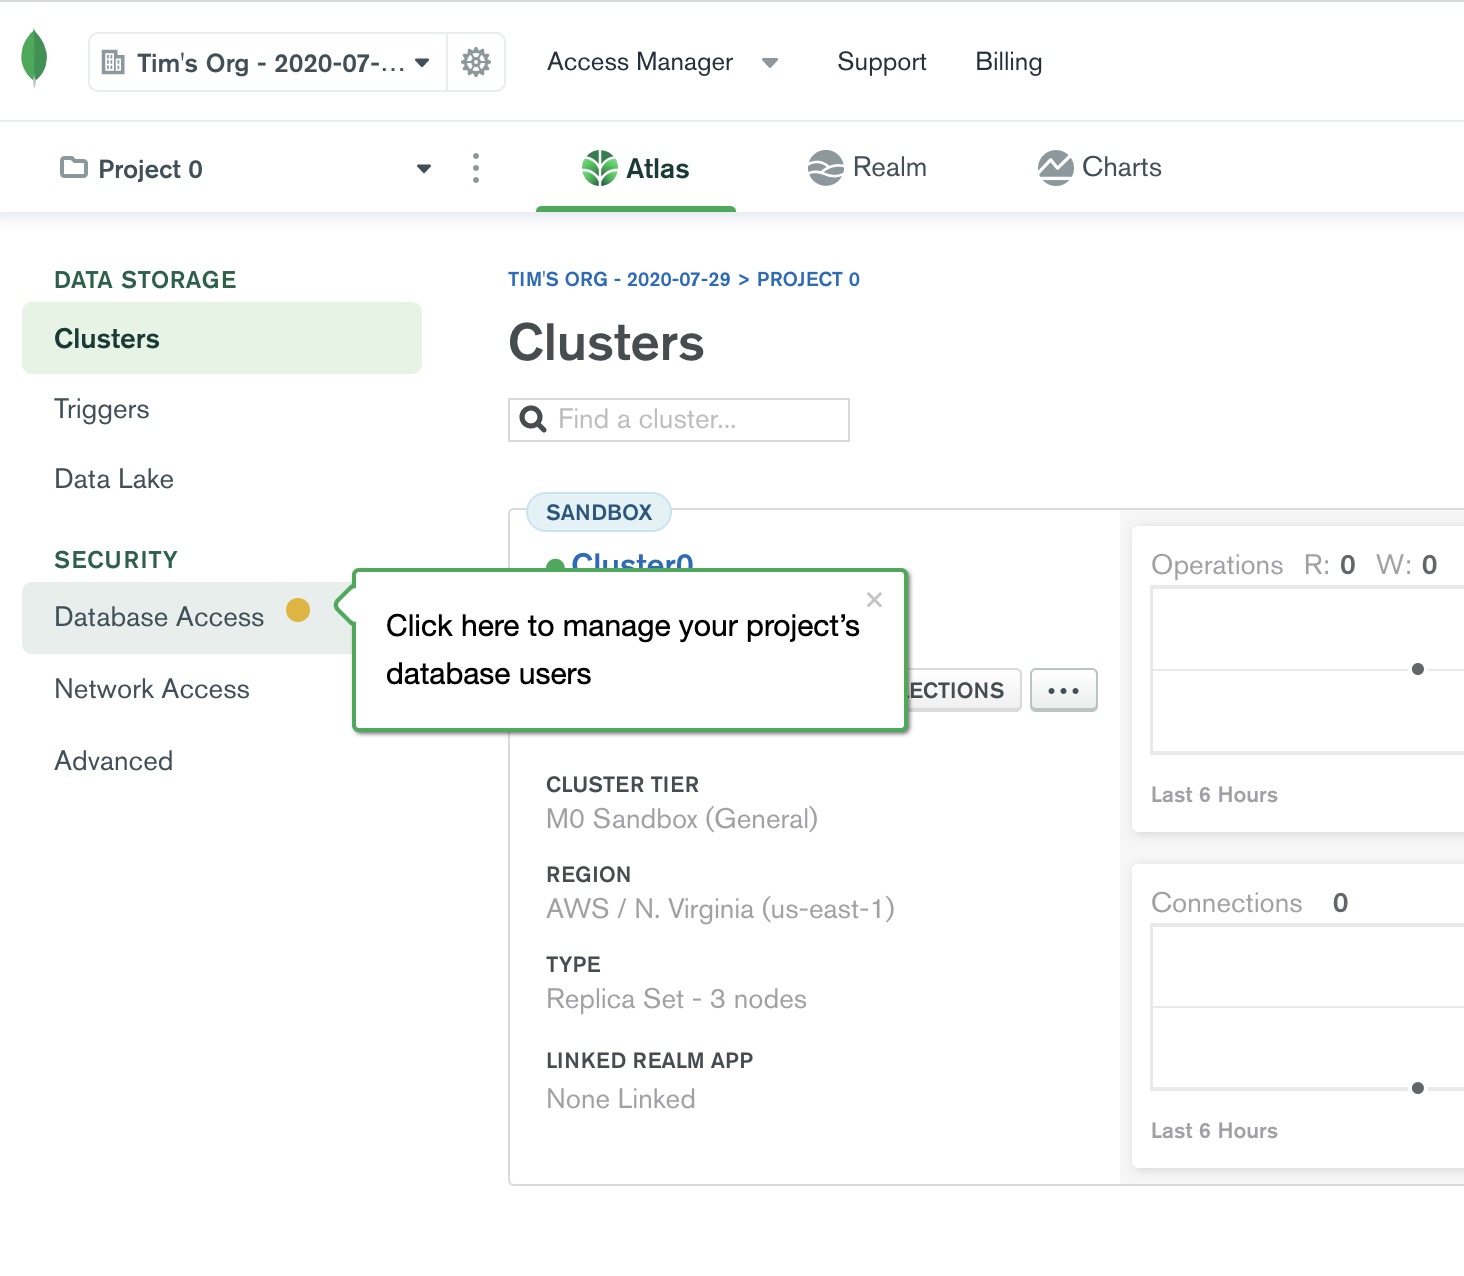 Tim's Org - 2020-07-...
Access Manager
Support
Billing
Project 0
Atlas
Realm
Charts
DATA STORAGE
Clusters
Triggers
Data Lake
SECURITY
Database Access
Network Access
Advanced
TIM'S ORG - 2020-07-29 > PROJECT 0
Clusters
Find a cluster...
SANDBOX
Cluster0
Click here to manage your project’s
database users
×
LECTIONS
...
CLUSTER TIER
M0 Sandbox (General)
REGION
AWS / N. Virginia (us-east-1)
TYPE
Replica Set - 3 nodes
LINKED REALM APP
None Linked
Operations R: 0 W: 0
Last 6 Hours
Connections 0
Last 6 Hours